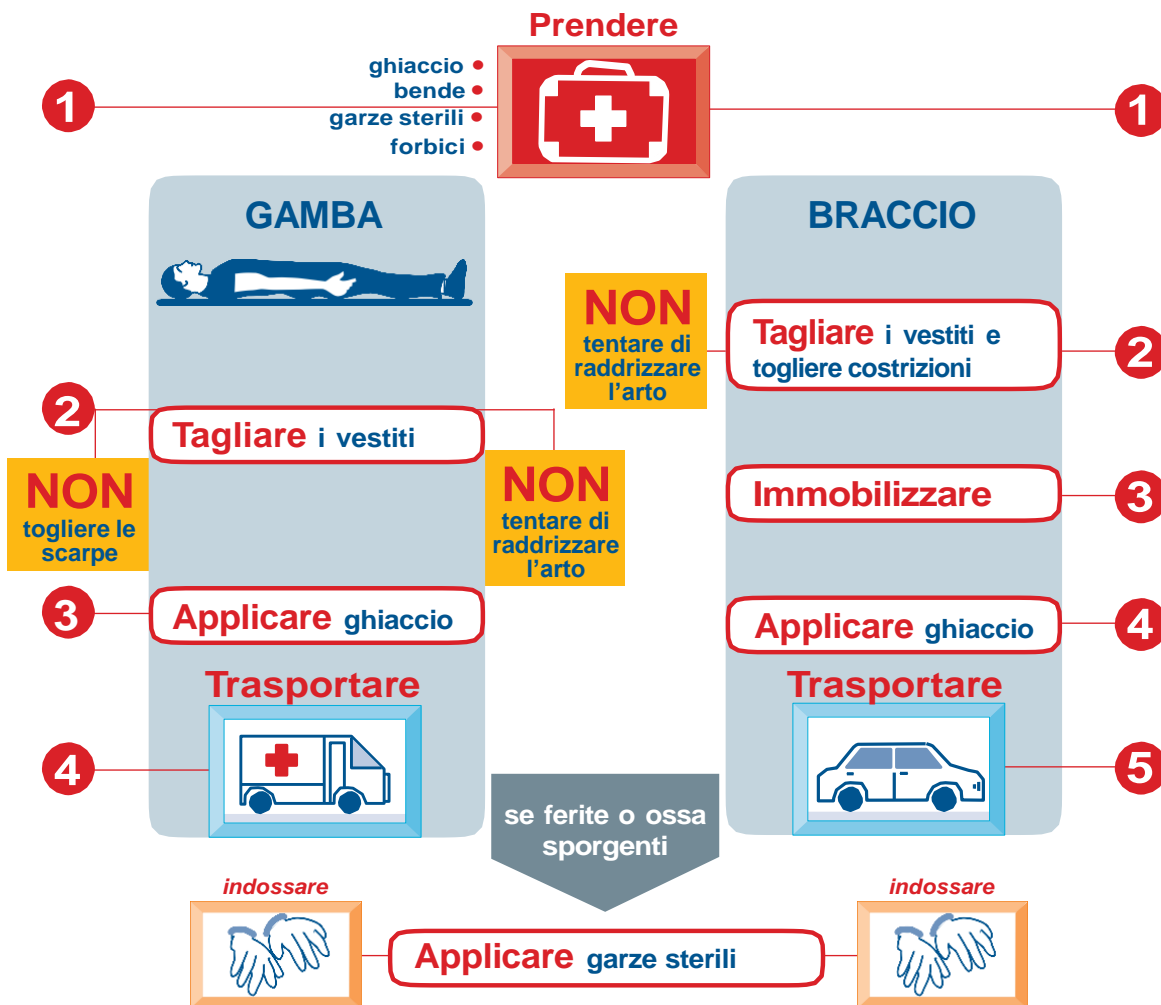 Prendere
ghiaccio •
bende •
garze sterili •
forbici •
1
1
GAMBA
2
Tagliare i vestiti
NON
togliere le
scarpe
NON
tentare di
raddrizzare
l'arto
3
Applicare ghiaccio
Trasportare
4
BRACCIO
NON
tentare di
raddrizzare
l'arto
Tagliare i vestiti e
togliere costrizioni
2
Immobilizzare
3
Applicare ghiaccio
4
Trasportare
5
se ferite o ossa
sporgenti
indossare
Applicare garze sterili
indossare